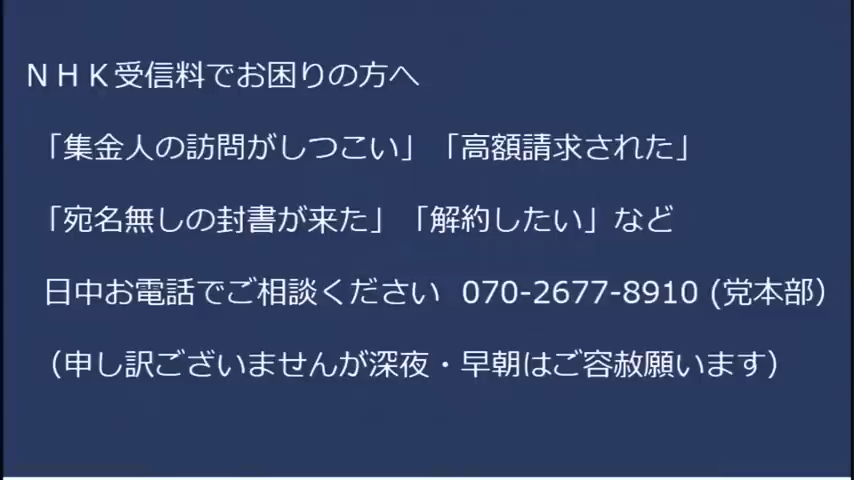 ＮＨＫ受信料でお困りの方へ
「集金人の訪問がしつこい」「高額請求された」
「宛名無しの封書が来た」「解約したい」など
日中お電話でご相談ください 070-2677-8910 (党本部）
（申し訳ございませんが深夜・早朝はご容赦願います）